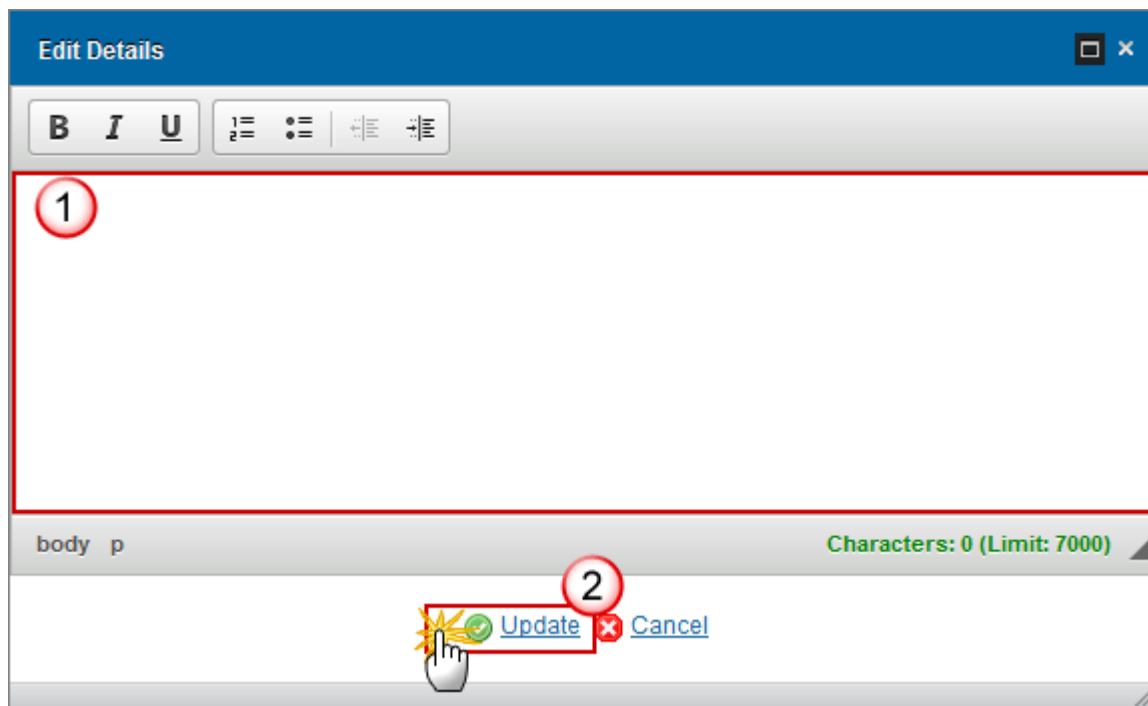 Edit Details
B I U
1
body p Characters: 0 (Limit: 7000)
2
Update Cancel